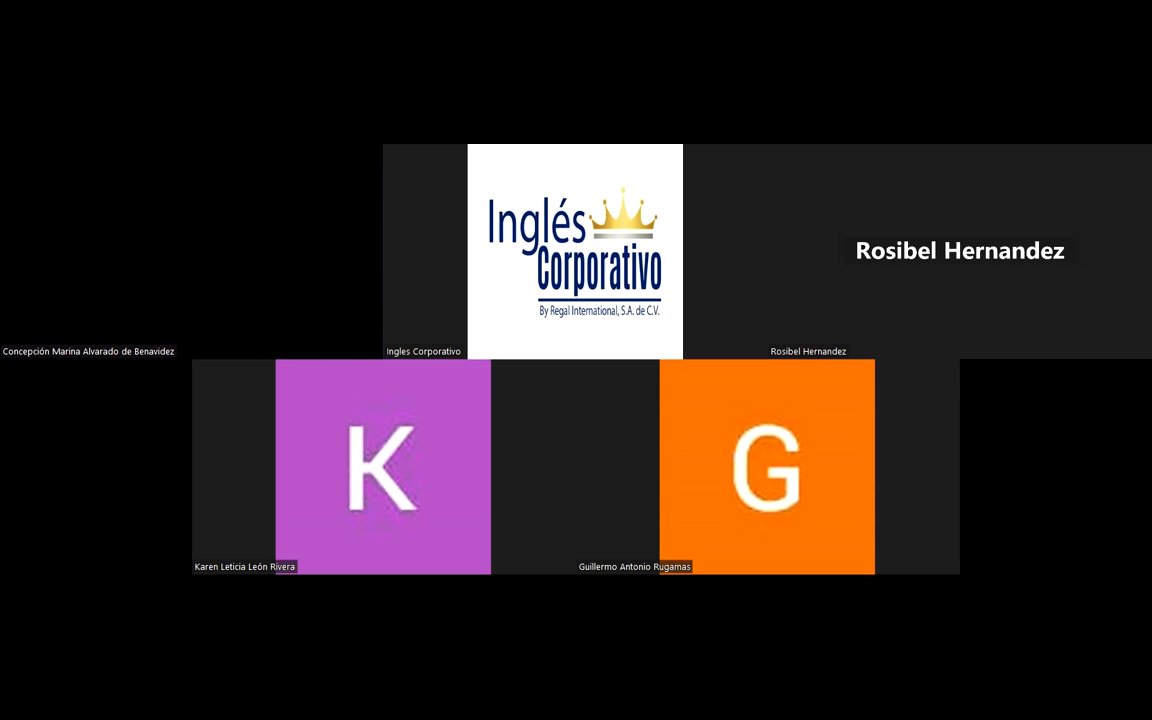 Inglés
Corporativo
By Regal International, S.A. de C.V.
Rosibel Hernandez
Concepción Marina Alvarado de Benavidez
Ingles Corporativo
Rosibel Hernandez
K
G
Karen Leticia León Rivera
Guillermo Antonio Rugamas